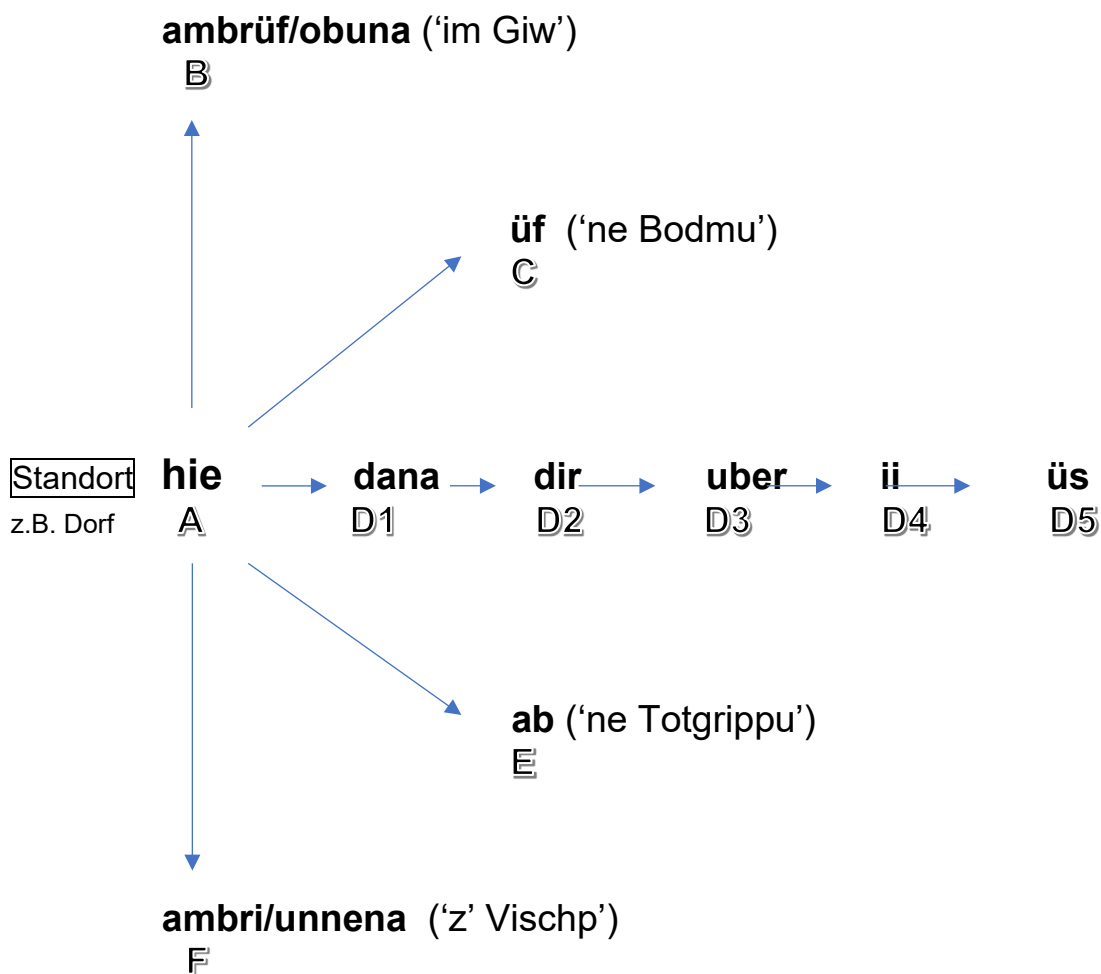 ambrüf/obuna (‘im Giw’)
B
üf (‘ne Bodmu’)
C
Standort hie dana dir uber ii üs
z.B. Dorf A D1 D2 D3 D4 D5
ab (‘ne Totgrippu’)
E
ambri/unnena (‘z’ Vischp’)
F